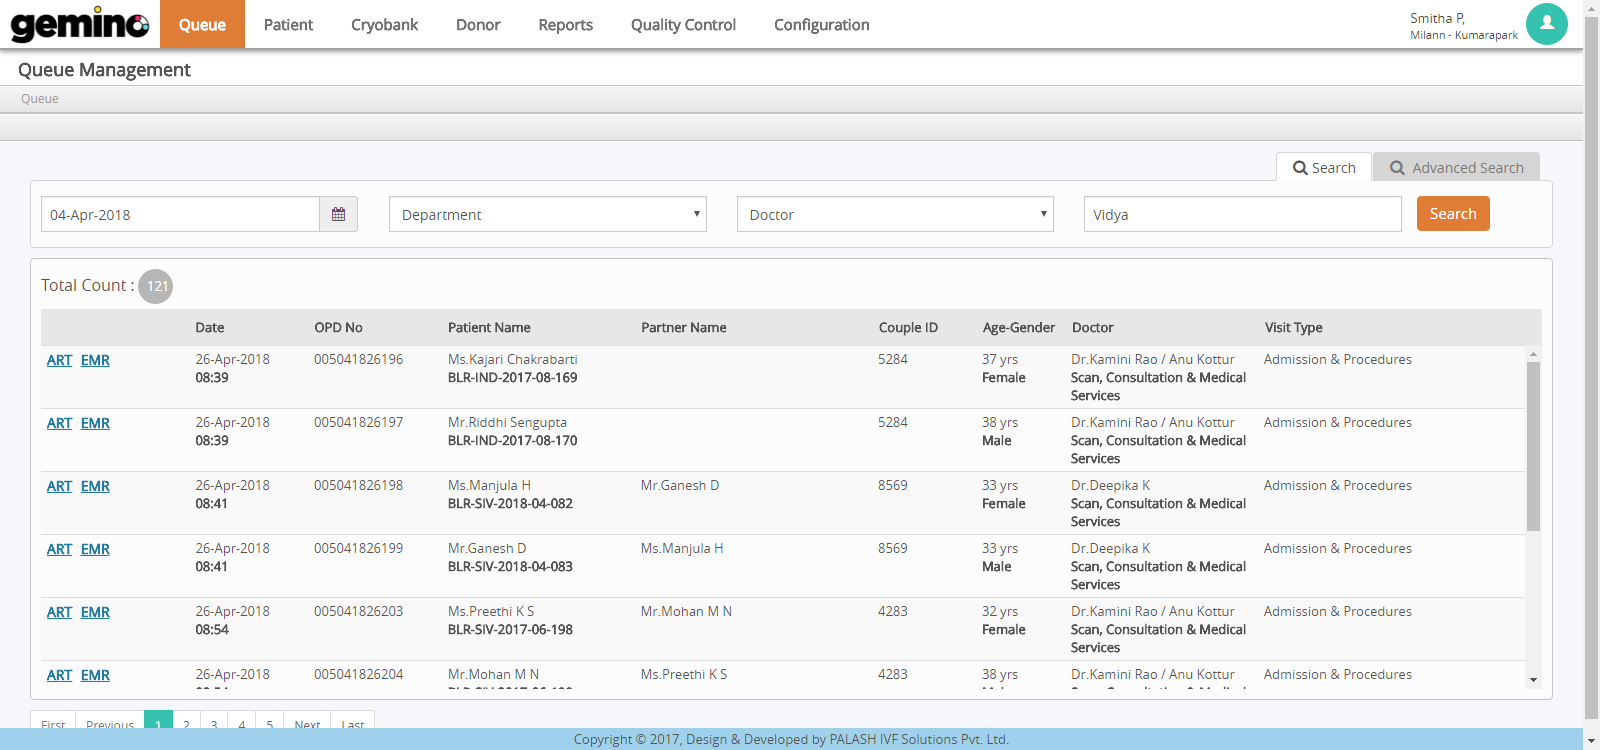 gemino Queue Patient Cryobank Donor Reports Quality Control Configuration
Smitha P,
Milann - Kumarapark
Queue Management
Queue
Search Advanced Search
04-Apr-2018 Department Doctor Vidya Search
Total Count : 121
Date OPD No Patient Name Partner Name Couple ID Age-Gender Doctor Visit Type
ART EMR 26-Apr-2018 005041826196 Ms.Kajari Chakrabarti 5284 37 yrs Dr.Kamini Rao / Anu Kottur Admission & Procedures
08:39 BLR-IND-2017-08-169 Female Scan, Consultation & Medical
Services
ART EMR 26-Apr-2018 005041826197 Mr.Riddhi Sengupta 5284 38 yrs Dr.Kamini Rao / Anu Kottur Admission & Procedures
08:39 BLR-IND-2017-08-170 Male Scan, Consultation & Medical
Services
ART EMR 26-Apr-2018 005041826198 Ms.Manjula H Mr.Ganesh D 8569 33 yrs Dr.Deepika K Admission & Procedures
08:41 BLR-SIV-2018-04-082 Female Scan, Consultation & Medical
Services
ART EMR 26-Apr-2018 005041826199 Mr.Ganesh D Ms.Manjula H 8569 33 yrs Dr.Deepika K Admission & Procedures
08:41 BLR-SIV-2018-04-083 Male Scan, Consultation & Medical
Services
ART EMR 26-Apr-2018 005041826203 Ms.Preethi K S Mr.Mohan M N 4283 32 yrs Dr.Kamini Rao / Anu Kottur Admission & Procedures
08:54 BLR-SIV-2017-06-198 Female Scan, Consultation & Medical
Services
ART EMR 26-Apr-2018 005041826204 Mr.Mohan M N Ms.Preethi K S 4283 38 yrs Dr.Kamini Rao / Anu Kottur Admission & Procedures
First Previous 1 2 3 4 5 Next Last
Copyright © 2017, Design & Developed by PALASH IVF Solutions Pvt. Ltd.